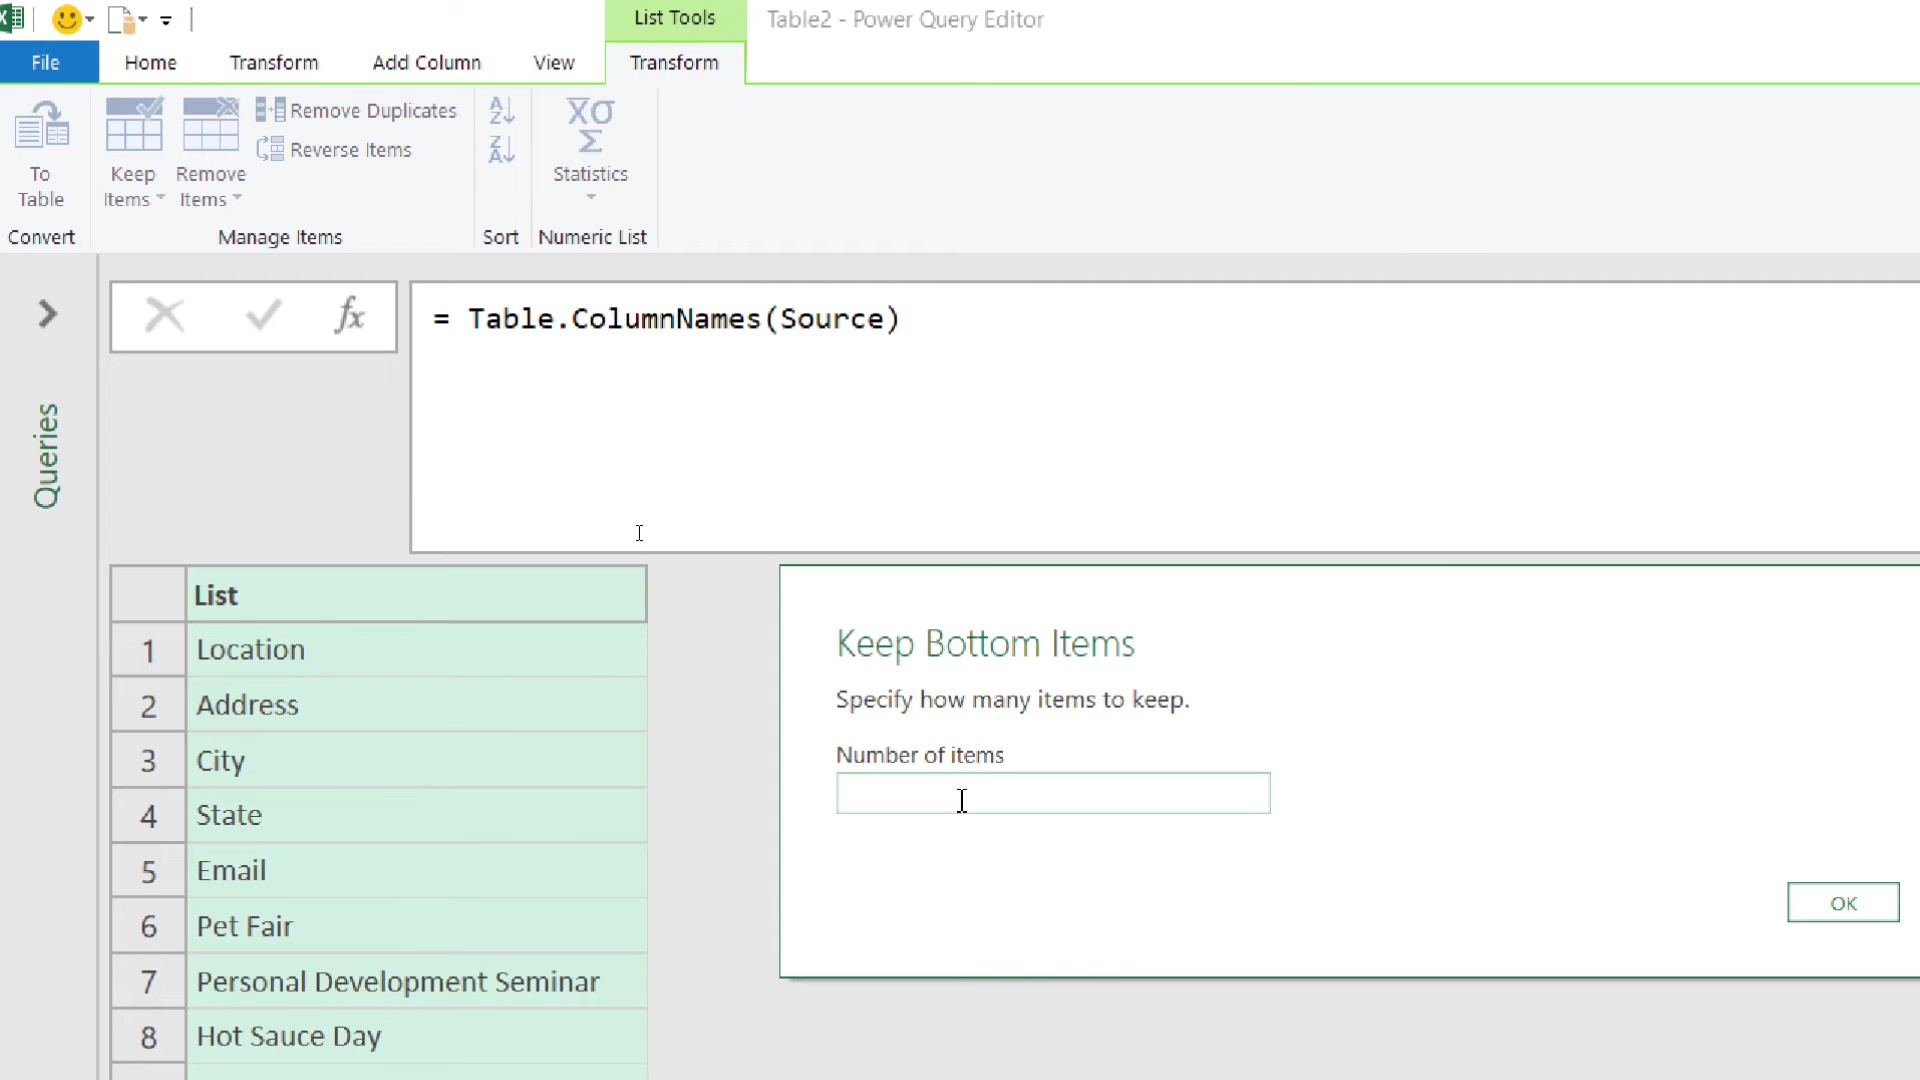 List Tools
Table2 - Power Query Editor
File
Home
Transform
Add Column
View
Transform
To
Table
Keep
Items
Remove
Items
Remove Duplicates
Reverse Items
A
Z
Z
A
X̅σ
Σ
Statistics
Convert
Manage Items
Sort
Numeric List
Queries
fx
= Table.ColumnNames(Source)
List
1 Location
2 Address
3 City
4 State
5 Email
6 Pet Fair
7 Personal Development Seminar
8 Hot Sauce Day
Keep Bottom Items
Specify how many items to keep.
Number of items
OK